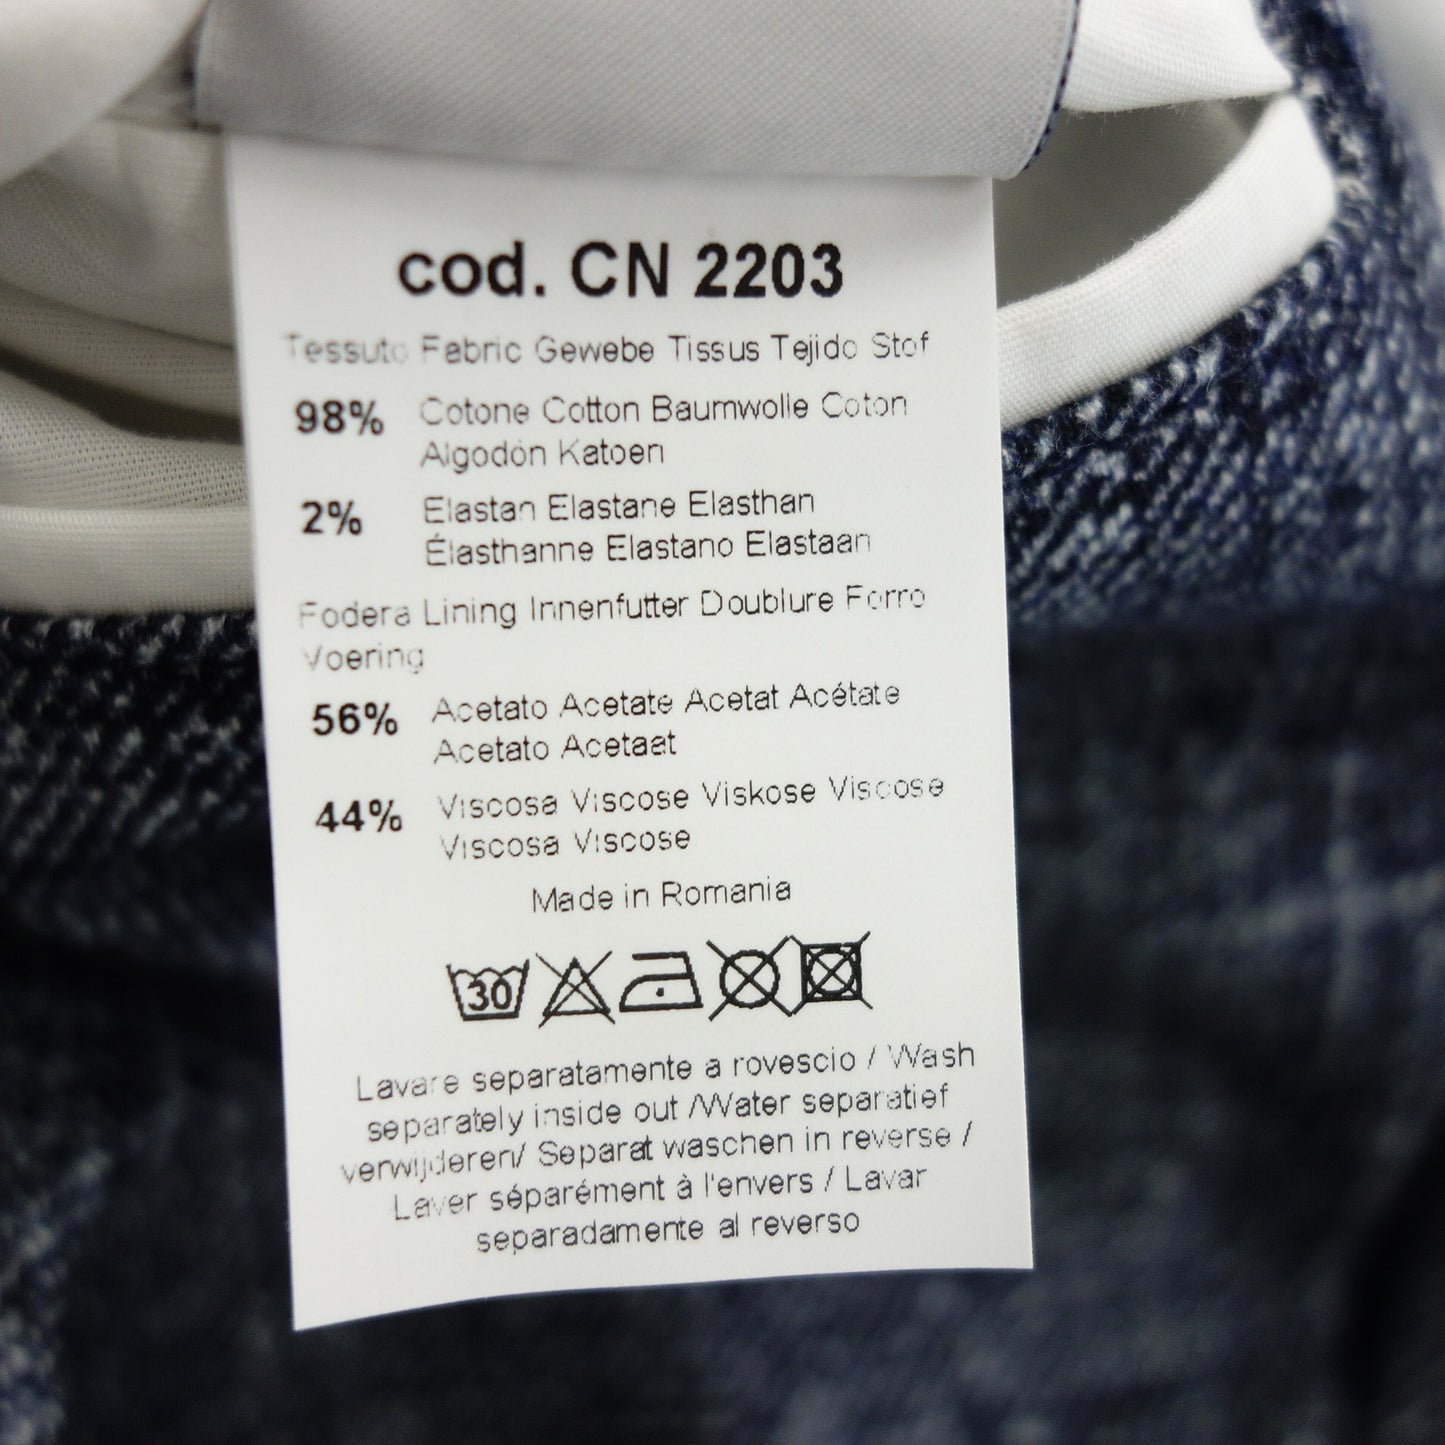 cod. CN 2203
Tessuto Fabric Gewebe Tissus Tejido Stof
98% Cotone Cotton Baumwolle Coton
Algodón Katoen
2% Elastan Elastane Elasthan
Élasthanne Elastano Elastaan
Fodera Lining Innenfutter Doublure Forro
Voering
56% Acetato Acetate Acetat Acétate
Acetato Acetaat
44% Viscosa Viscose Viskose Viscose
Viscosa Viscose
Made in Romania
30
Lavare separatamente a rovescio / Wash
separately inside out /Water separatief
verwijderen/ Separat waschen in reverse /
Laver séparément à l'envers / Lavar
separadamente al reverso